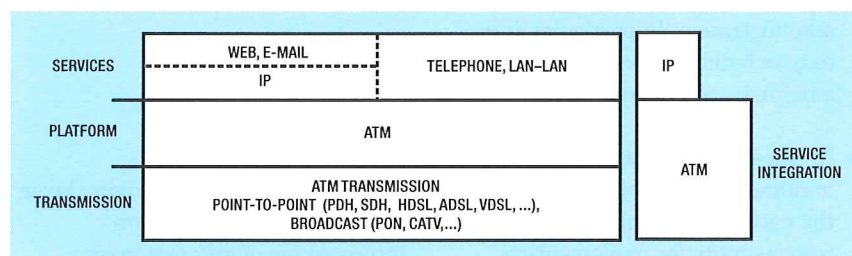 SERVICES
WEB, E-MAIL
IP
TELEPHONE, LAN–LAN
IP
PLATFORM
ATM
TRANSMISSION
ATM TRANSMISSION
POINT-TO-POINT (PDH, SDH, HDSL, ADSL, VDSL, ...),
BROADCAST (PON, CATV,...)
ATM
SERVICE
INTEGRATION